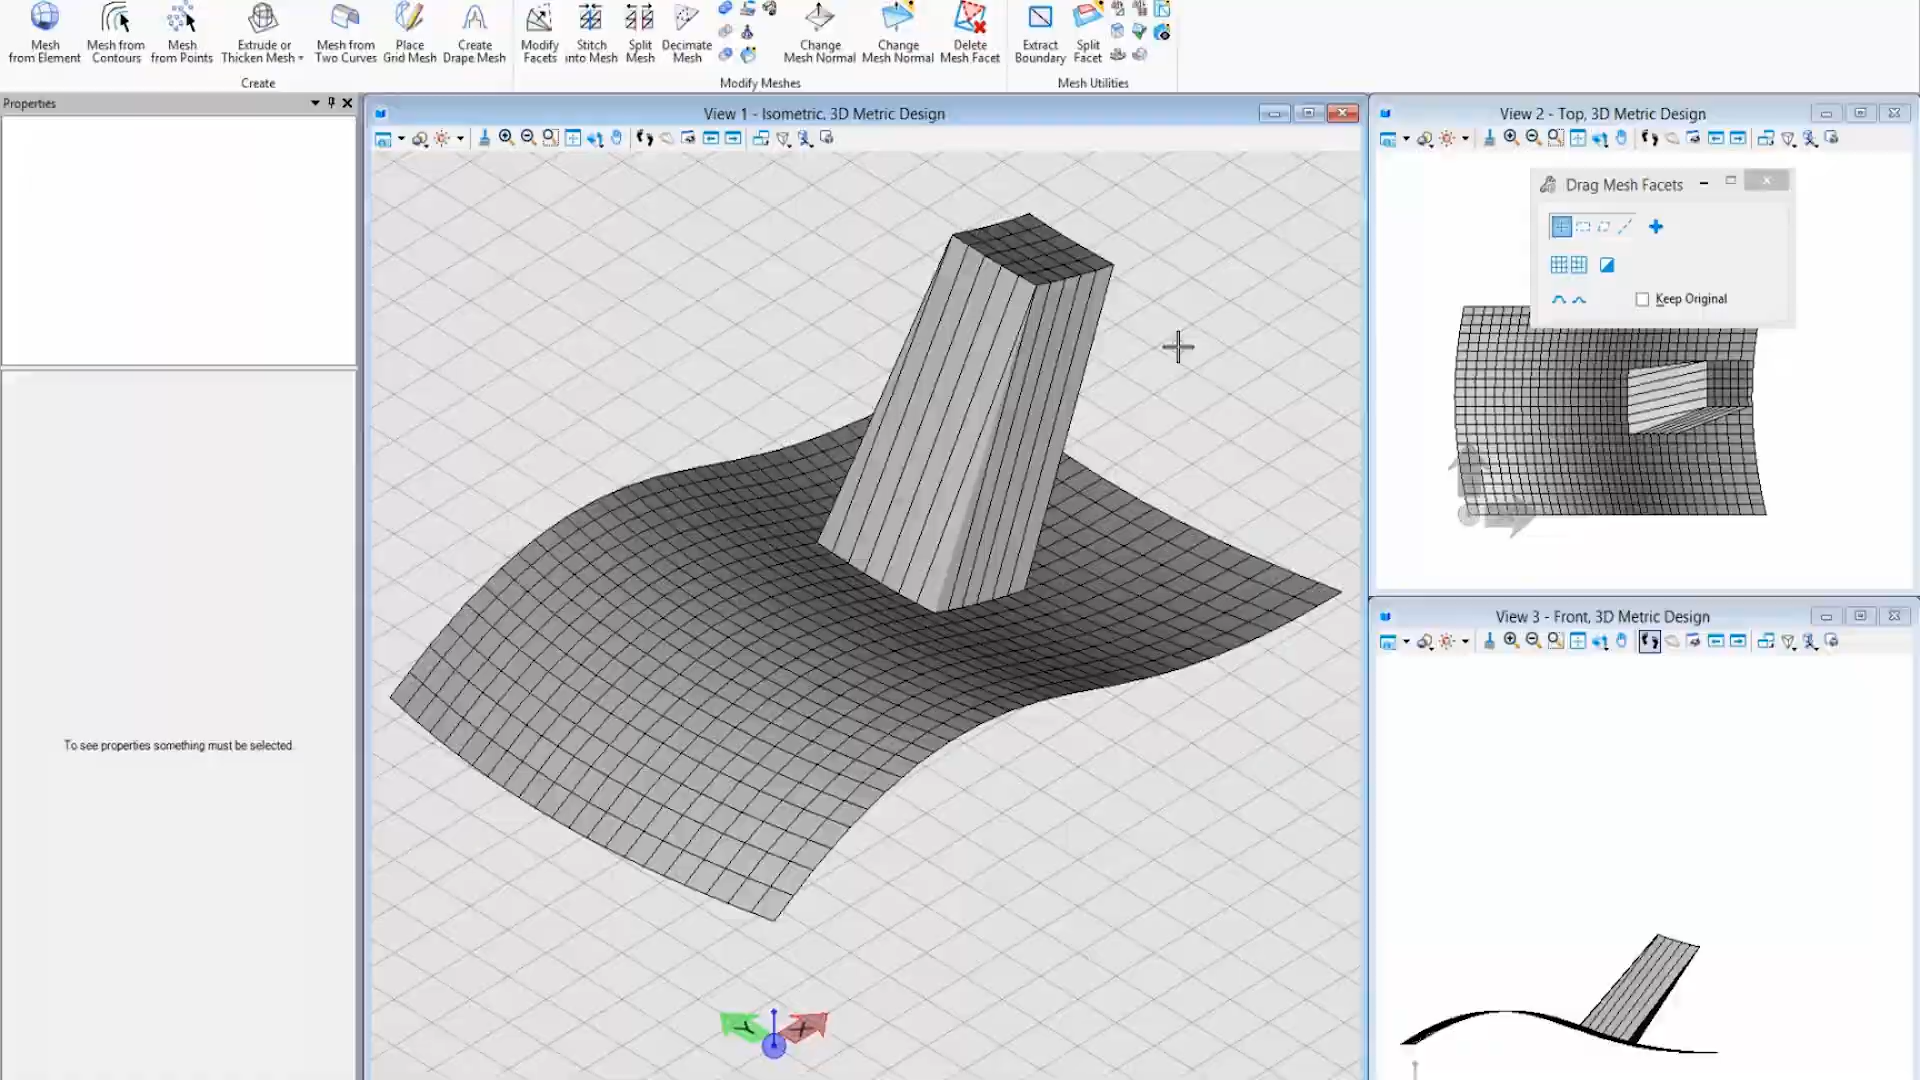 Mesh from Element
Mesh from Contours
Mesh from Points
Extrude or Thicken Mesh
Mesh from Two Curves
Place Grid Mesh
Create Drape Mesh
Create
Modify Facets
Stitch into Mesh
Split Mesh
Decimate Mesh
Change Mesh Normal
Change Mesh Normal
Delete Mesh Facet
Modify Meshes
Extract Boundary
Split Facet
Mesh Utilities
Properties
To see properties something must be selected.
View 1 - Isometric, 3D Metric Design
View 2 - Top, 3D Metric Design
Drag Mesh Facets
Keep Original
View 3 - Front, 3D Metric Design
Y
X